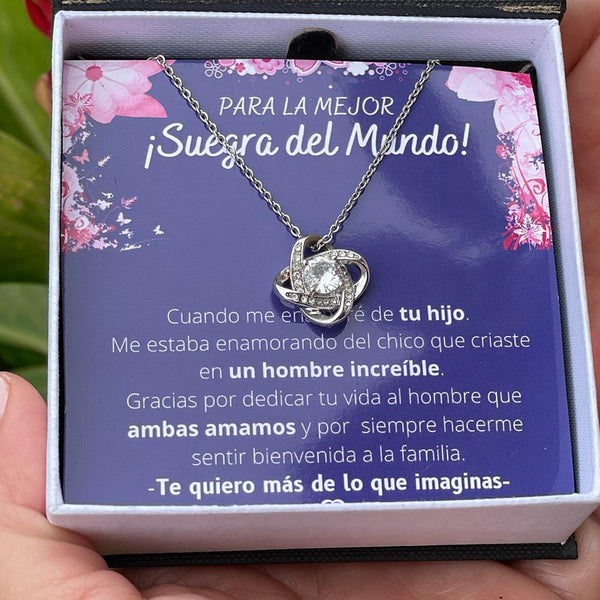 PARA LA MEJOR
¡Suegra del Mundo!
Cuando me é de tu hijo.
Me estaba enamorando del chico que criaste
en un hombre increíble.
Gracias por dedicar tu vida al hombre que
ambas amamos y por siempre hacerme
sentir bienvenida a la familia.
-Te quiero más de lo que imaginas-